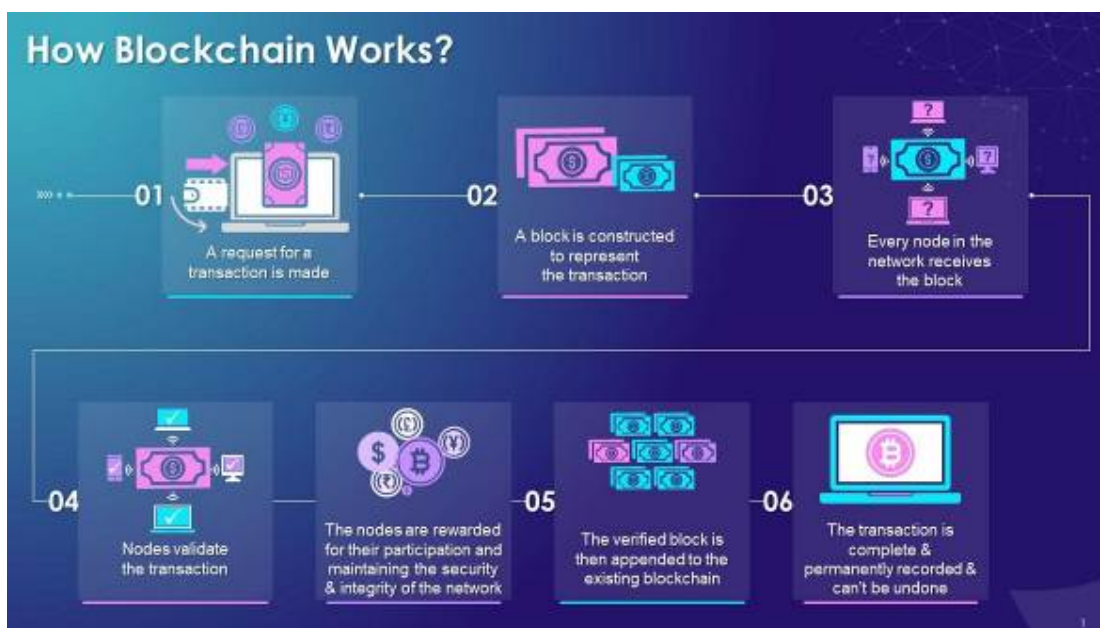 How Blockchain Works?
01
A request for a
transaction is made
02
A block is constructed
to represent
the transaction
03
Every node in the
network receives
the block
04
Nodes validate
the transaction
The nodes are rewarded
for their participation and
maintaining the security
& integrity of the network
05
The verified block is
then appended to the
existing blockchain
06
The transaction is
complete &
permanently recorded &
can't be undone
1